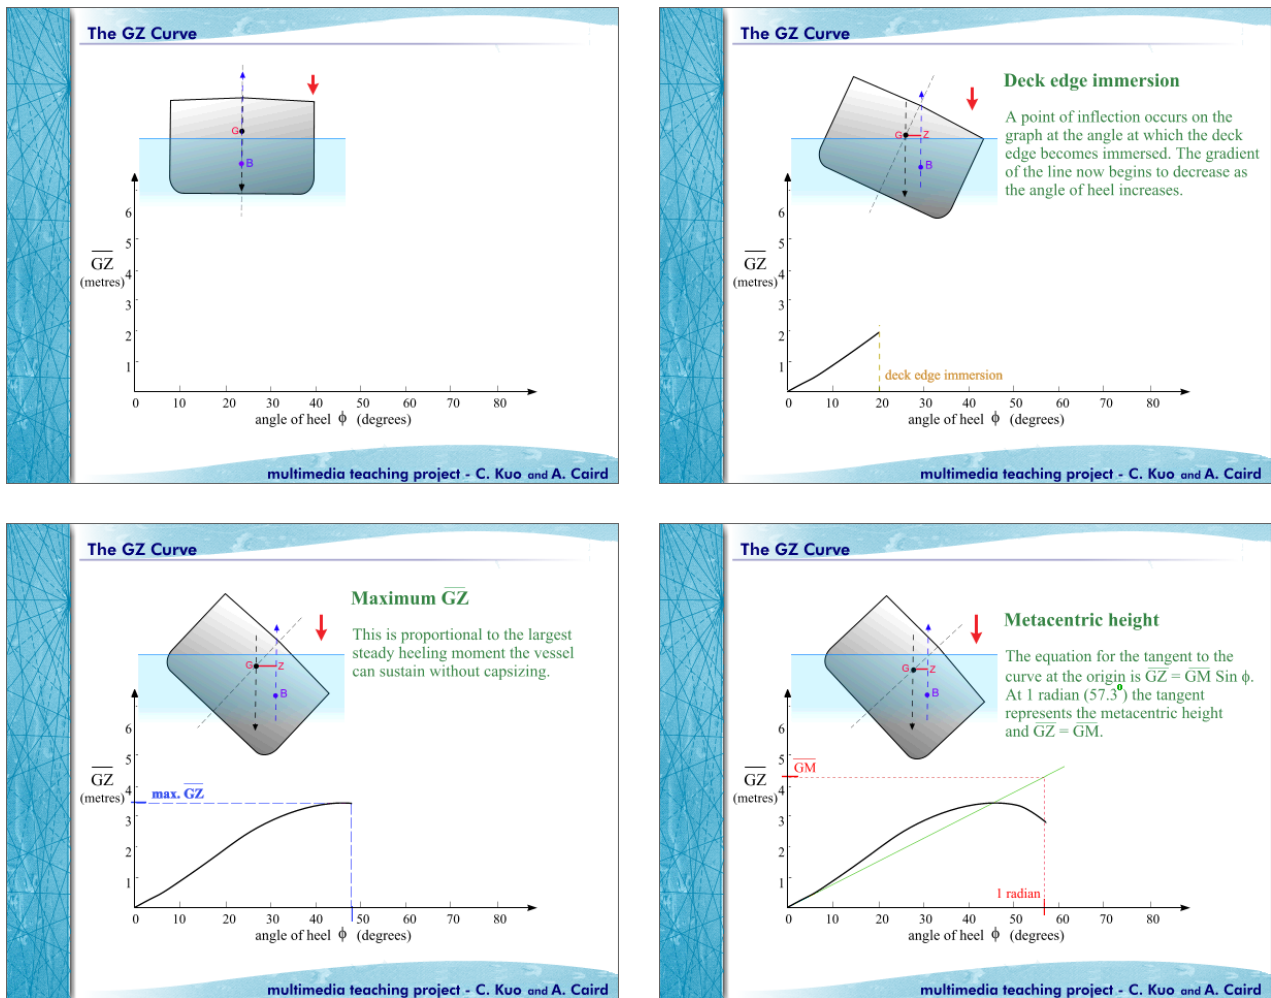 The GZ Curve
G
B
6
5
GZ
(metres)
4
3
2
1
0 10 20 30 40 50 60 70 80
angle of heel ϕ (degrees)
multimedia teaching project - C. Kuo and A. Caird
The GZ Curve
Deck edge immersion
A point of inflection occurs on the
graph at the angle at which the deck
edge becomes immersed. The gradient
of the line now begins to decrease as
the angle of heel increases.
G Z
B
6
5
GZ
(metres)
4
3
2
1
deck edge immersion
0 10 20 30 40 50 60 70 80
angle of heel ϕ (degrees)
multimedia teaching project - C. Kuo and A. Caird
The GZ Curve
Maximum GZ
This is proportional to the largest
steady heeling moment the vessel
can sustain without capsizing.
G Z
B
6
5
GZ
(metres)
4
max. GZ
3
2
1
0 10 20 30 40 50 60 70 80
angle of heel ϕ (degrees)
multimedia teaching project - C. Kuo and A. Caird
The GZ Curve
Metacentric height
The equation for the tangent to the
curve at the origin is GZ = GM Sin ϕ.
At 1 radian (57.3°) the tangent
represents the metacentric height
and GZ = GM.
G Z
B
6
5
GM
GZ
(metres)
4
3
2
1
1 radian
0 10 20 30 40 50 60 70 80
angle of heel ϕ (degrees)
multimedia teaching project - C. Kuo and A. Caird